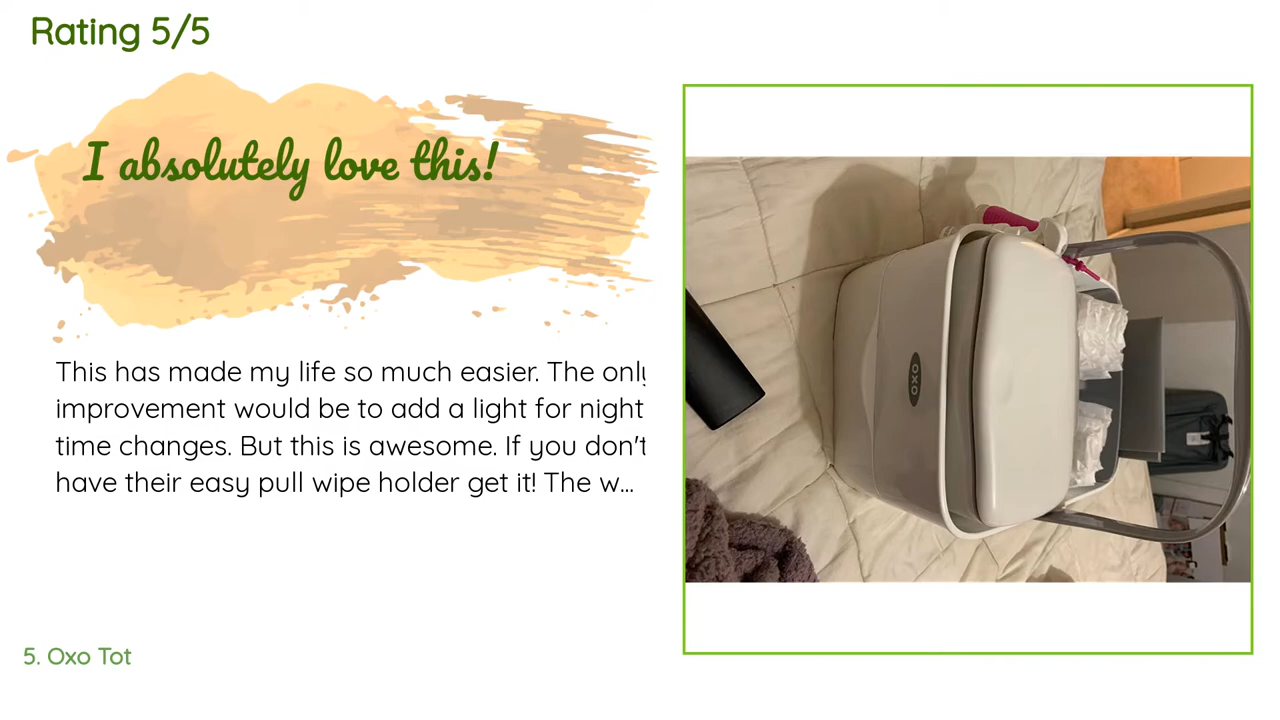 Rating 5/5
I absolutely love this!
This has made my life so much easier. The only
improvement would be to add a light for night
time changes. But this is awesome. If you don't
have their easy pull wipe holder get it! The w...
OXO
5. Oxo Tot